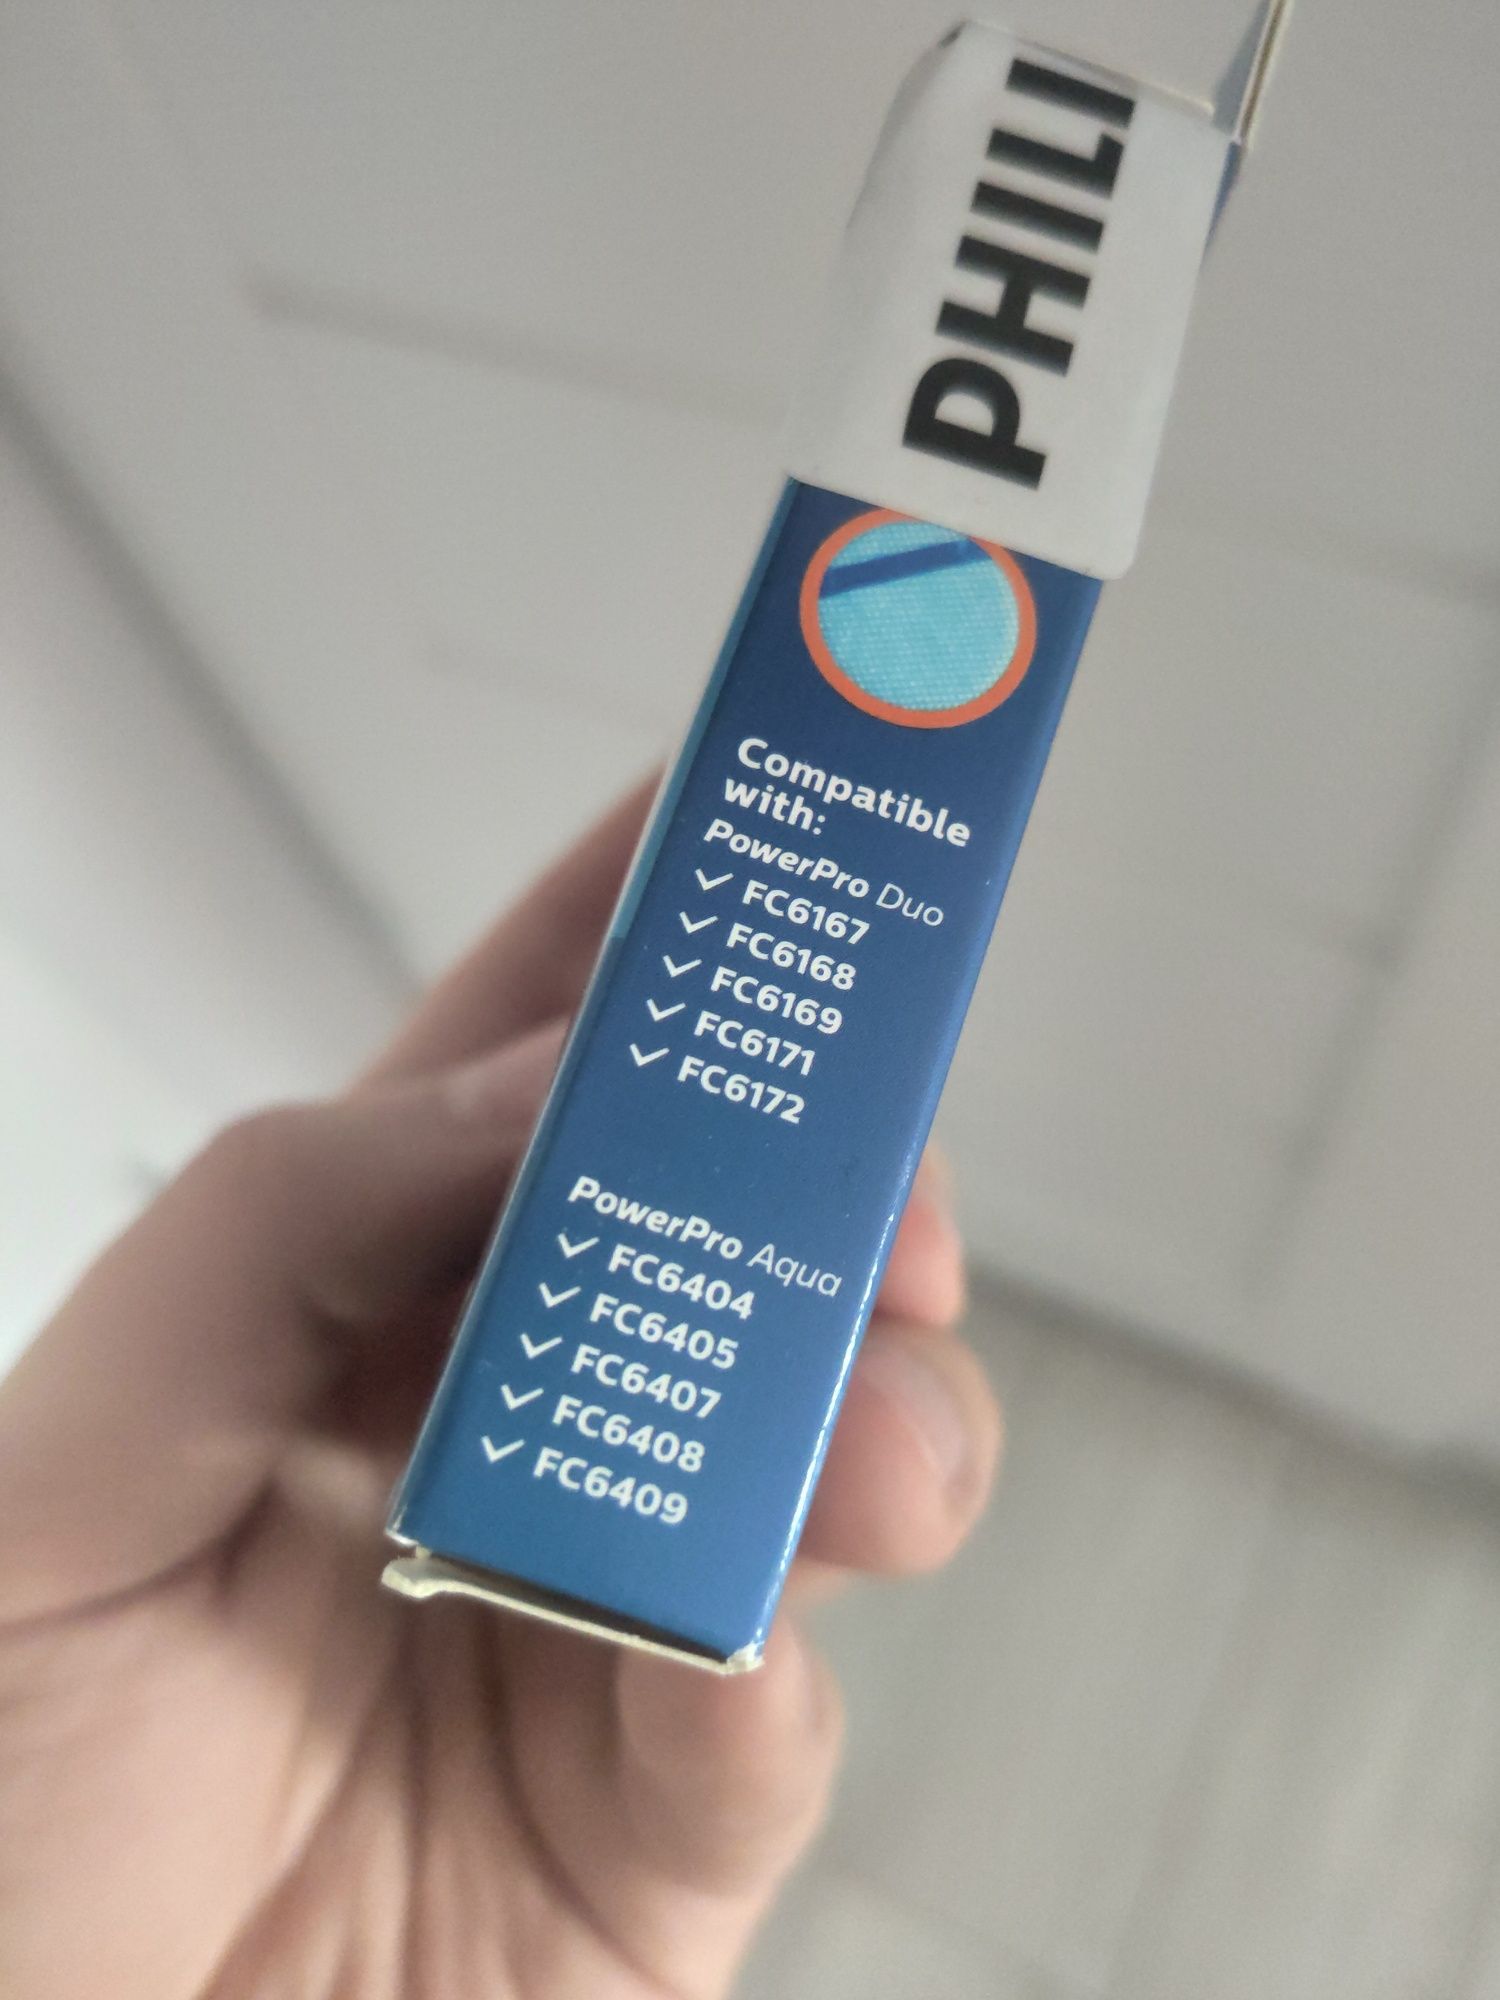 PHILI
Compatible
with:
PowerPro Duo
✓ FC6167
✓ FC6168
✓ FC6169
✓ FC6171
✓ FC6172
PowerPro Aqua
✓ FC6404
✓ FC6405
✓ FC6407
✓ FC6408
✓ FC6409